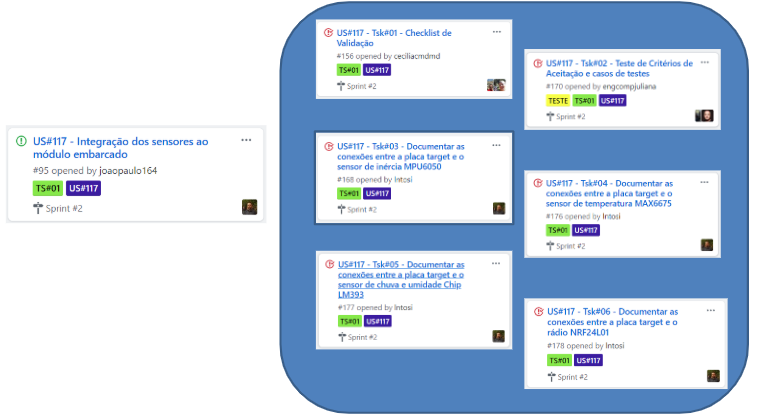 US#117 - Integração dos sensores ao
módulo embarcado
#95 opened by joaopaulo164
TS#01 US#117
Sprint #2
US#117 - Tsk#01 - Checklist de
Validação
#156 opened by ceciliacmdmd
TS#01 US#117
Sprint #2
US#117 - Tsk#02 - Teste de Critérios de
Aceitação e casos de testes
#170 opened by engcompjuliana
TESTE TS#01 US#117
Sprint #2
US#117 - Tsk#03 - Documentar as
conexões entre a placa target e o
sensor de inércia MPU6050
#168 opened by lntosi
TS#01 US#117
Sprint #2
US#117 - Tsk#04 - Documentar as
conexões entre a placa target e o
sensor de temperatura MAX6675
#176 opened by lntosi
TS#01 US#117
Sprint #2
US#117 - Tsk#05 - Documentar as
conexões entre a placa target e o
sensor de chuva e umidade Chip
LM393
#177 opened by lntosi
TS#01 US#117
Sprint #2
US#117 - Tsk#06 - Documentar as
conexões entre a placa target e o
rádio NRF24L01
#178 opened by lntosi
TS#01 US#117
Sprint #2